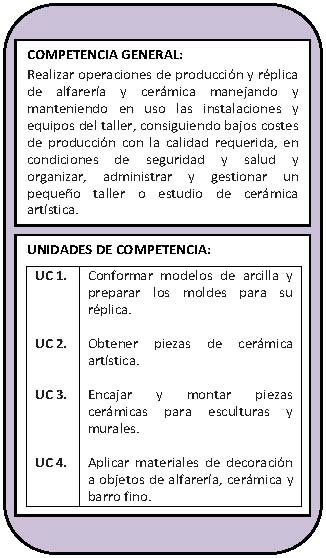 COMPETENCIA GENERAL:
Realizar operaciones de producción y réplica
de alfarería y cerámica manejando y
manteniendo en uso las instalaciones y
equipos del taller, consiguiendo bajos costes
de producción con la calidad requerida, en
condiciones de seguridad y salud y
organizar, administrar y gestionar un
pequeño taller o estudio de cerámica
artística.
UNIDADES DE COMPETENCIA:
UC 1. Conformar modelos de arcilla y
preparar los moldes para su
réplica.
UC 2. Obtener piezas de cerámica
artística.
UC 3. Encajar y montar piezas
cerámicas para esculturas y
murales.
UC 4. Aplicar materiales de decoración
a objetos de alfarería, cerámica y
barro fino.